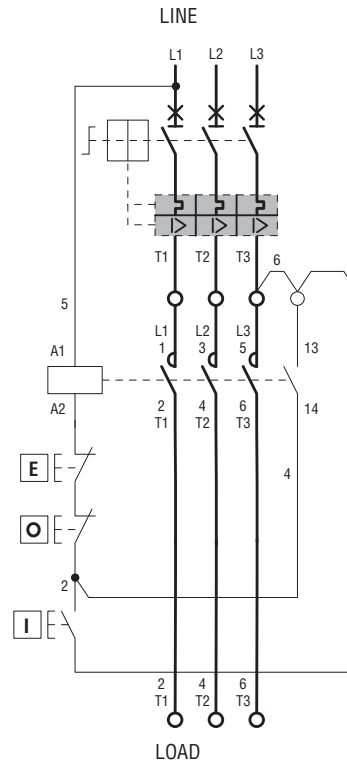 LINE
L1 L2 L3
T1 T2 T3
6
5
L1 L2 L3
1 3 5
13
A1
A2
2 4 6
T1 T2 T3
14
4
E
O
2
I
2 4 6
T1 T2 T3
LOAD